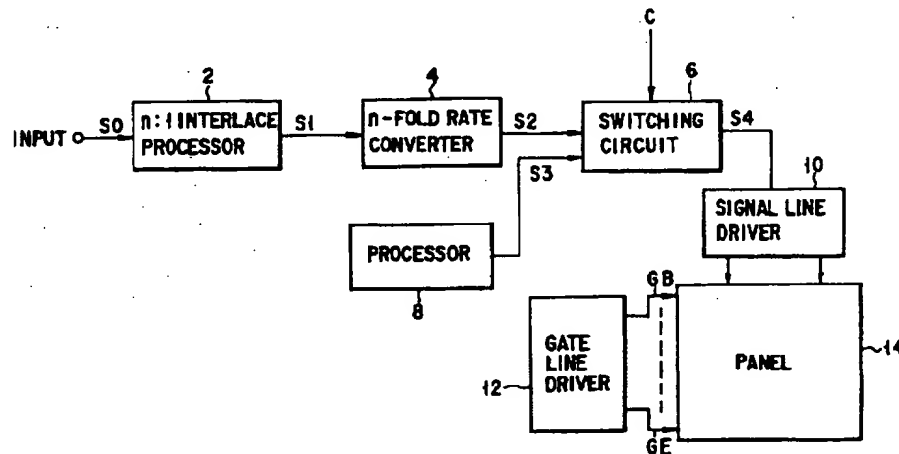 C
2
4
6
INPUT
S0
n:1 INTERLACE
PROCESSOR
S1
n-FOLD RATE
CONVERTER
S2
SWITCHING
CIRCUIT
S4
S3
10
SIGNAL LINE
DRIVER
PROCESSOR
8
GB
GATE
LINE
DRIVER
12
PANEL
14
GE